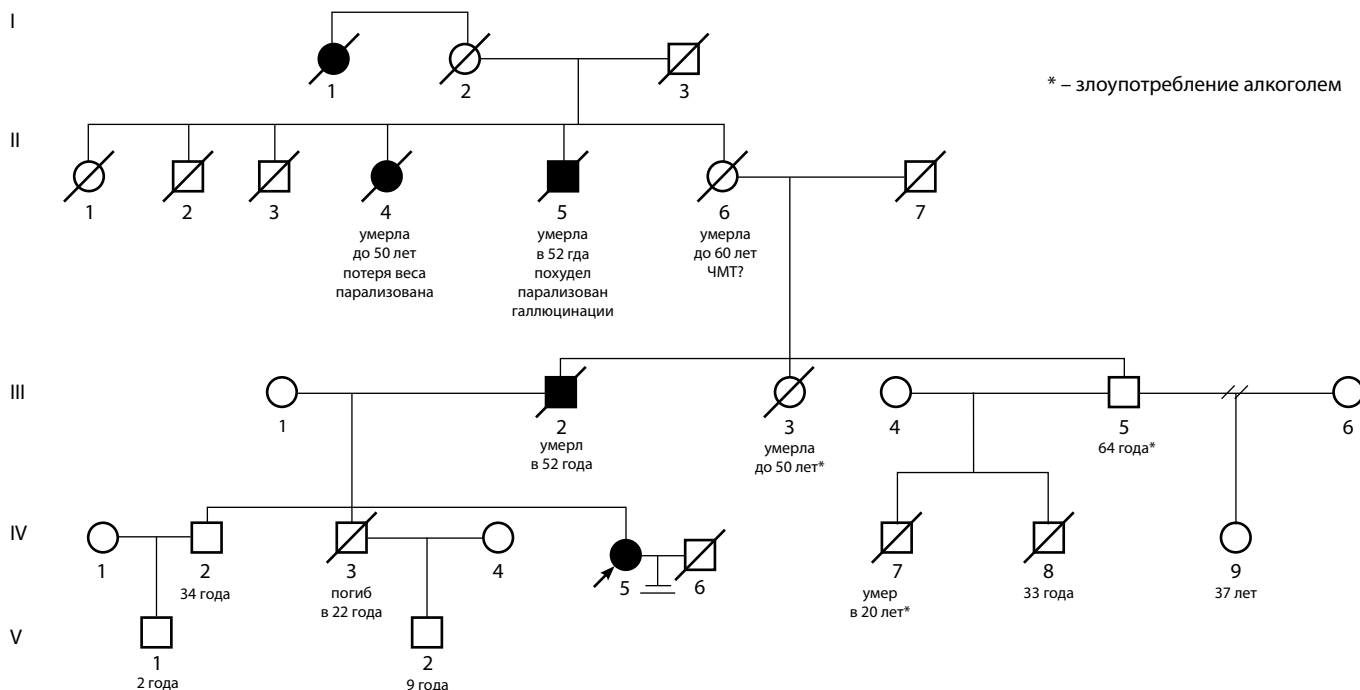 I
1
2
3
* – злоупотребление алкоголем
II
1
2
3
4
умерла
до 50 лет
потеря веса
парализована
5
умерла
в 52 гда
похудел
парализован
галлюцинации
6
умерла
до 60 лет
ЧМТ?
7
III
1
2
умерл
в 52 года
3
умерла
до 50 лет*
4
5
64 года*
6
IV
1
2
34 года
3
погиб
в 22 года
4
5
6
7
умер
в 20 лет*
8
33 года
9
37 лет
V
1
2 года
2
9 года